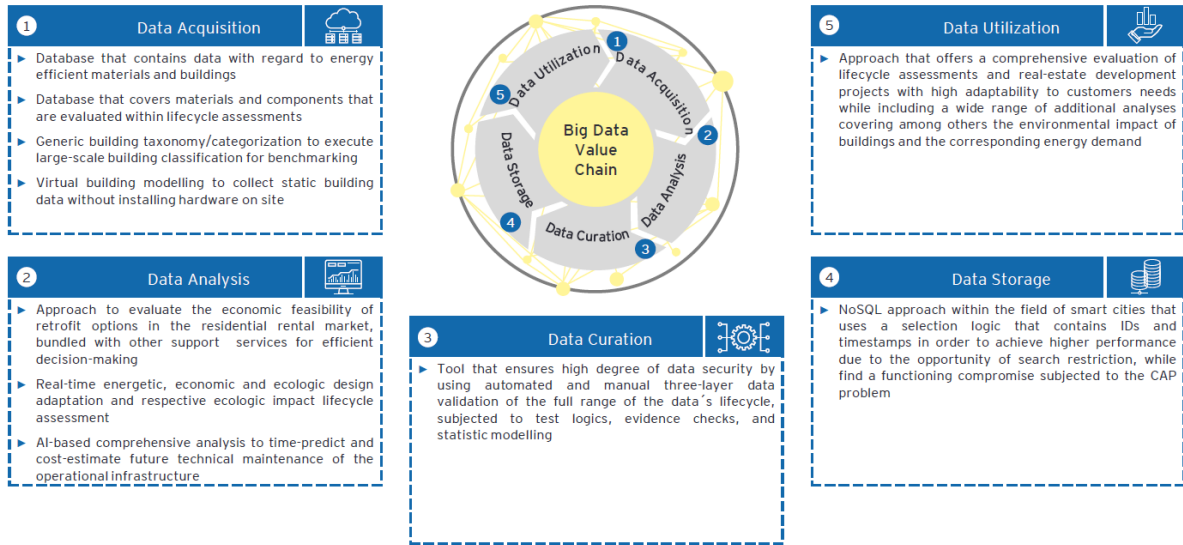 1
Data Acquisition
► Database that contains data with regard to energy
efficient materials and buildings
► Database that covers materials and components that
are evaluated within lifecycle assessments
► Generic building taxonomy/categorization to execute
large-scale building classification for benchmarking
► Virtual building modelling to collect static building
data without installing hardware on site
2
Data Analysis
► Approach to evaluate the economic feasibility of
retrofit options in the residential rental market,
bundled with other support services for efficient
decision-making
► Real-time energetic, economic and ecologic design
adaptation and respective ecologic impact lifecycle
assessment
► AI-based comprehensive analysis to time-predict and
cost-estimate future technical maintenance of the
operational infrastructure
Big Data
Value
Chain
1
Data Acquisition
2
Data Analysis
3
Data Curation
4
Data Storage
5
Data Utilization
3
Data Curation
► Tool that ensures high degree of data security by
using automated and manual three-layer data
validation of the full range of the data´s lifecycle,
subjected to test logics, evidence checks, and
statistic modelling
5
Data Utilization
► Approach that offers a comprehensive evaluation of
lifecycle assessments and real-estate development
projects with high adaptability to customers needs
while including a wide range of additional analyses
covering among others the environmental impact of
buildings and the corresponding energy demand
4
Data Storage
► NoSQL approach within the field of smart cities that
uses a selection logic that contains IDs and
timestamps in order to achieve higher performance
due to the opportunity of search restriction, while
find a functioning compromise subjected to the CAP
problem